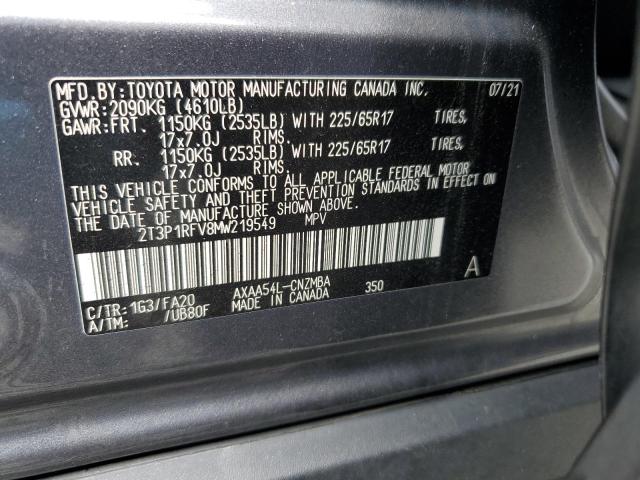 MFD.BY:TOYOTA MOTOR MANUFACTURING CANADA INC. 07/21
GVWR:2090KG (4610LB)
GAWR:FRT. 1150KG (2535LB) WITH 225/65R17 TIRES,
17x7.0J RIMS.
RR. 1150KG (2535LB) WITH 225/65R17 TIRES,
17x7.0J RIMS.
THIS VEHICLE CONFORMS TO ALL APPLICABLE FEDERAL MOTOR
VEHICLE SAFETY AND THEFT PREVENTION STANDARDS IN EFFECT ON
THE DATE OF MANUFACTURE SHOWN ABOVE.
2T3P1RFV8MW219549 MPV
C/TR:1G3/FA20 AXAA54L-CNZMBA 350 A
A/TM: /UB80F MADE IN CANADA